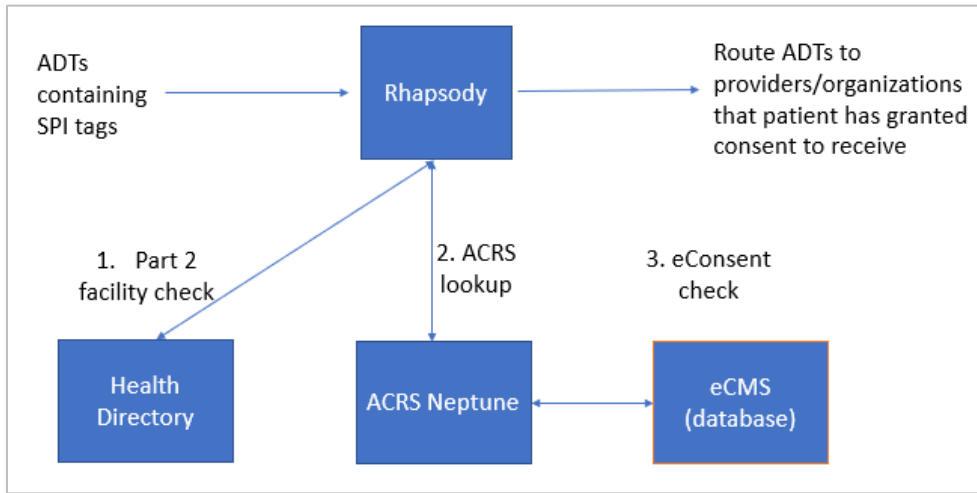 ADTs
containing
SPI tags
Rhapsody
Route ADTs to
providers/organizations
that patient has granted
consent to receive
1. Part 2
facility check
2. ACRS
lookup
3. eConsent
check
Health
Directory
ACRS Neptune
eCMS
(database)